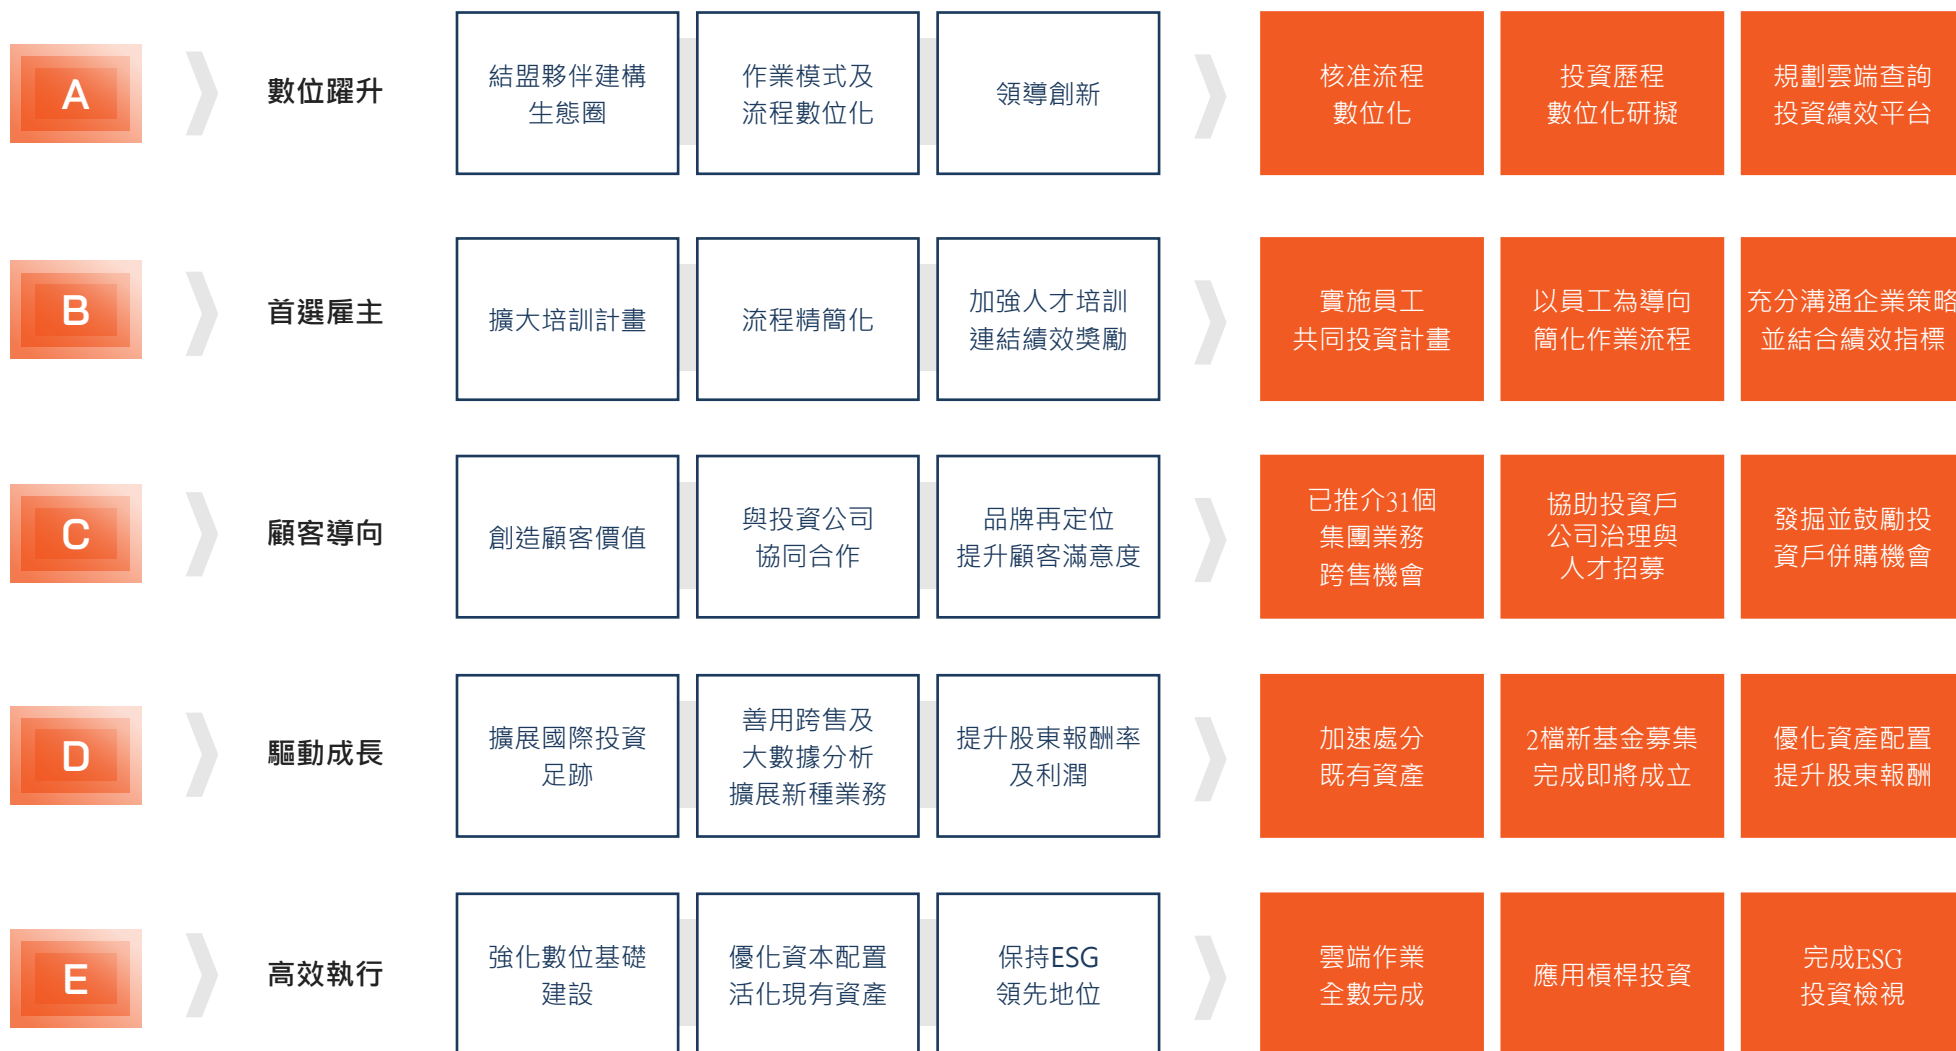 A
數位躍升
結盟夥伴建構
生態圈
作業模式及
流程數位化
領導創新
核准流程
數位化
投資歷程
數位化研擬
規劃雲端查詢
投資績效平台
B
首選雇主
擴大培訓計畫
流程精簡化
加強人才培訓
連結績效獎勵
實施員工
共同投資計畫
以員工為導向
簡化作業流程
充分溝通企業策略
並結合績效指標
C
顧客導向
創造顧客價值
與投資公司
協同合作
品牌再定位
提升顧客滿意度
已推介31個
集團業務
跨售機會
協助投資戶
公司治理與
人才招募
發掘並鼓勵投
資戶併購機會
D
驅動成長
擴展國際投資
足跡
善用跨售及
大數據分析
擴展新種業務
提升股東報酬率
及利潤
加速處分
既有資產
2檔新基金募集
完成即將成立
優化資產配置
提升股東報酬
E
高效執行
強化數位基礎
建設
優化資本配置
活化現有資產
保持ESG
領先地位
雲端作業
全數完成
應用槓桿投資
完成ESG
投資檢視